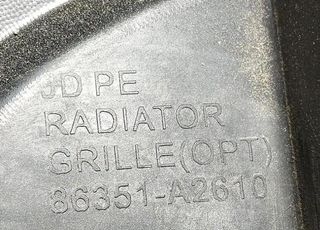 JD PE
RADIATOR
GRILLE(OPT)
86351-A2610